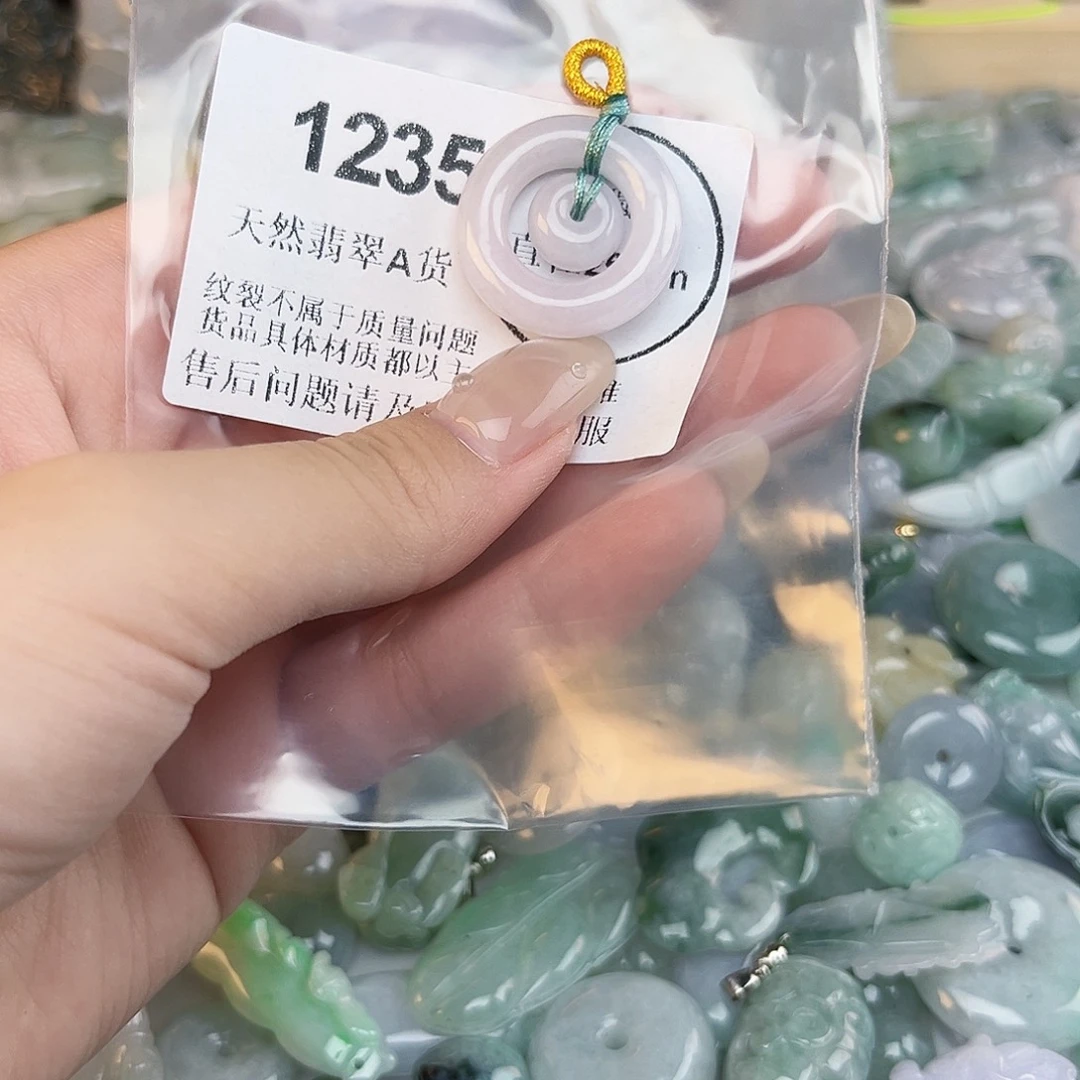 1235
天然翡翠A货
纹裂不属于质量问题
货品具体材质都以主
售后问题请及
服